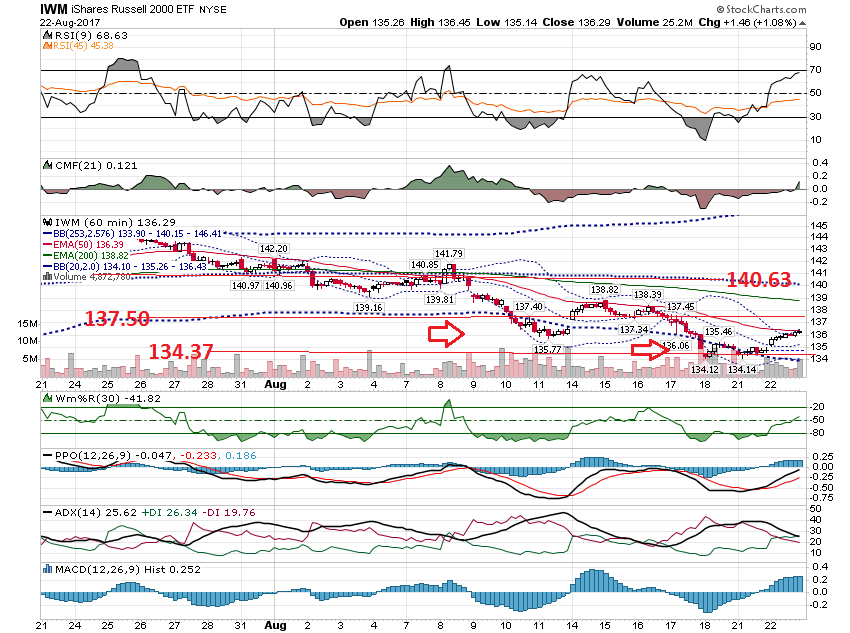 IWM iShares Russell 2000 ETF NYSE
© StockCharts.com
22-Aug-2017
Open 135.26 High 136.45 Low 135.14 Close 136.29 Volume 25.2M Chg +1.46 (+1.08%)
RSI(9) 68.63
RSI(45) 45.38
90
70
50
30
10
CMF(21) 0.121
0.4
0.2
0.0
-0.2
IWM (60 min) 136.29
BB(253,2.576) 133.90 - 140.15 - 146.41
EMA(50) 136.39
EMA(200) 138.82
BB(20,2.0) 134.10 - 135.26 - 136.43
Volume 4,872,780
145
144
143
142
141
140
139
138
137
136
135
134
15M
10M
5M
142.20
140.97
140.96
139.16
140.85
139.81
141.79
137.40
135.77
138.82
137.34
138.39
136.06
137.45
134.12
135.46
134.14
140.63
137.50
134.37
21 24 25 26 27 28 31 Aug 2 3 4 7 8 9 10 11 14 15 16 17 18 21 22
Wm%R(30) -41.82
-20
-50
-80
PPO(12,26,9) -0.047, -0.233, 0.186
0.25
0.00
-0.25
-0.50
-0.75
ADX(14) 25.62 +DI 26.34 -DI 19.76
50
40
30
20
10
MACD(12,26,9) Hist 0.252
0.4
0.2
0.0
-0.2
21 24 25 26 27 28 31 Aug 2 3 4 7 8 9 10 11 14 15 16 17 18 21 22